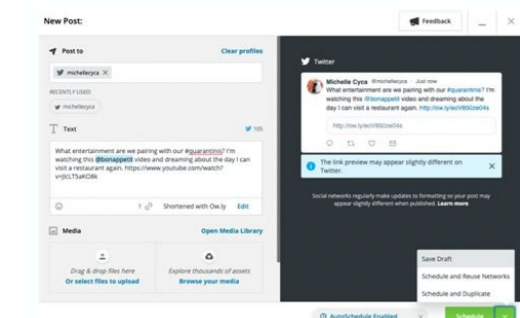 New Post:
Feedback
Post to
Clear profiles
michellecyca
RECENTLY USED
michellecyca
Text
105
What entertainment are we pairing with our #quarantinis? I'm
watching this @bonappetit video and dreaming about the day I can
visit a restaurant again. https://www.youtube.com/watch?
1
Shortened with Ow.ly
Edit
Media
Open Media Library
Drag & drop files here
Or select files to upload
Explore thousands of assets
Browse your media
Twitter
Michelle Cyca @michellecyca · Just now
What entertainment are we pairing with our #quarantinis? I'm
watching this @bonappetit video and dreaming about the
day I can visit a restaurant again.
The link preview may appear slightly different on
Twitter.
Social networks regularly make updates to formatting so your post may
appear slightly different when published. Learn more
Save Draft
Schedule and Reuse Networks
Schedule and Duplicate
AutoSchedule Enabled
Schedule